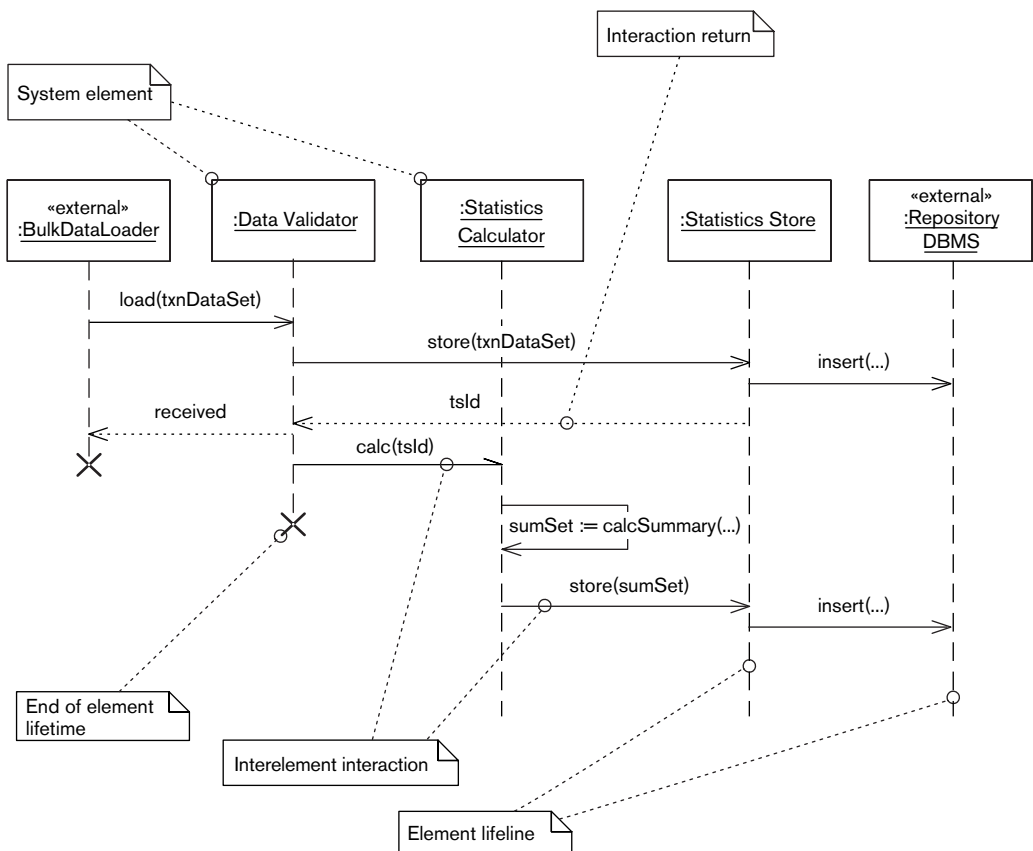 Interaction return
System element
«external»
:BulkDataLoader
:Data Validator
:Statistics
Calculator
:Statistics Store
«external»
:Repository
DBMS
load(txnDataSet)
store(txnDataSet)
insert(...)
tsId
received
calc(tsId)
sumSet := calcSummary(...)
store(sumSet)
insert(...)
End of element
lifetime
Interelement interaction
Element lifeline